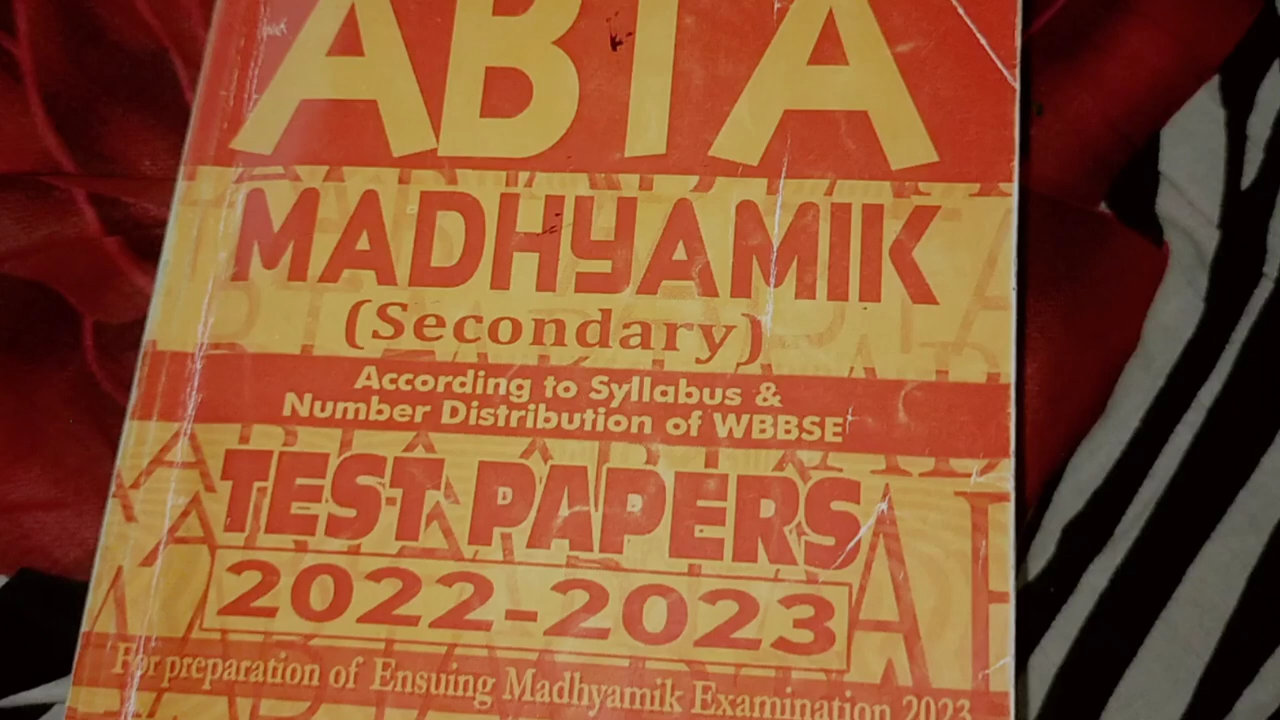 ABTA
MADHYAMIK
(Secondary)
According to Syllabus &
Number Distribution of WBBSE
TEST PAPERS
2022-2023
For preparation of Ensuing Madhyamik Examination 2023